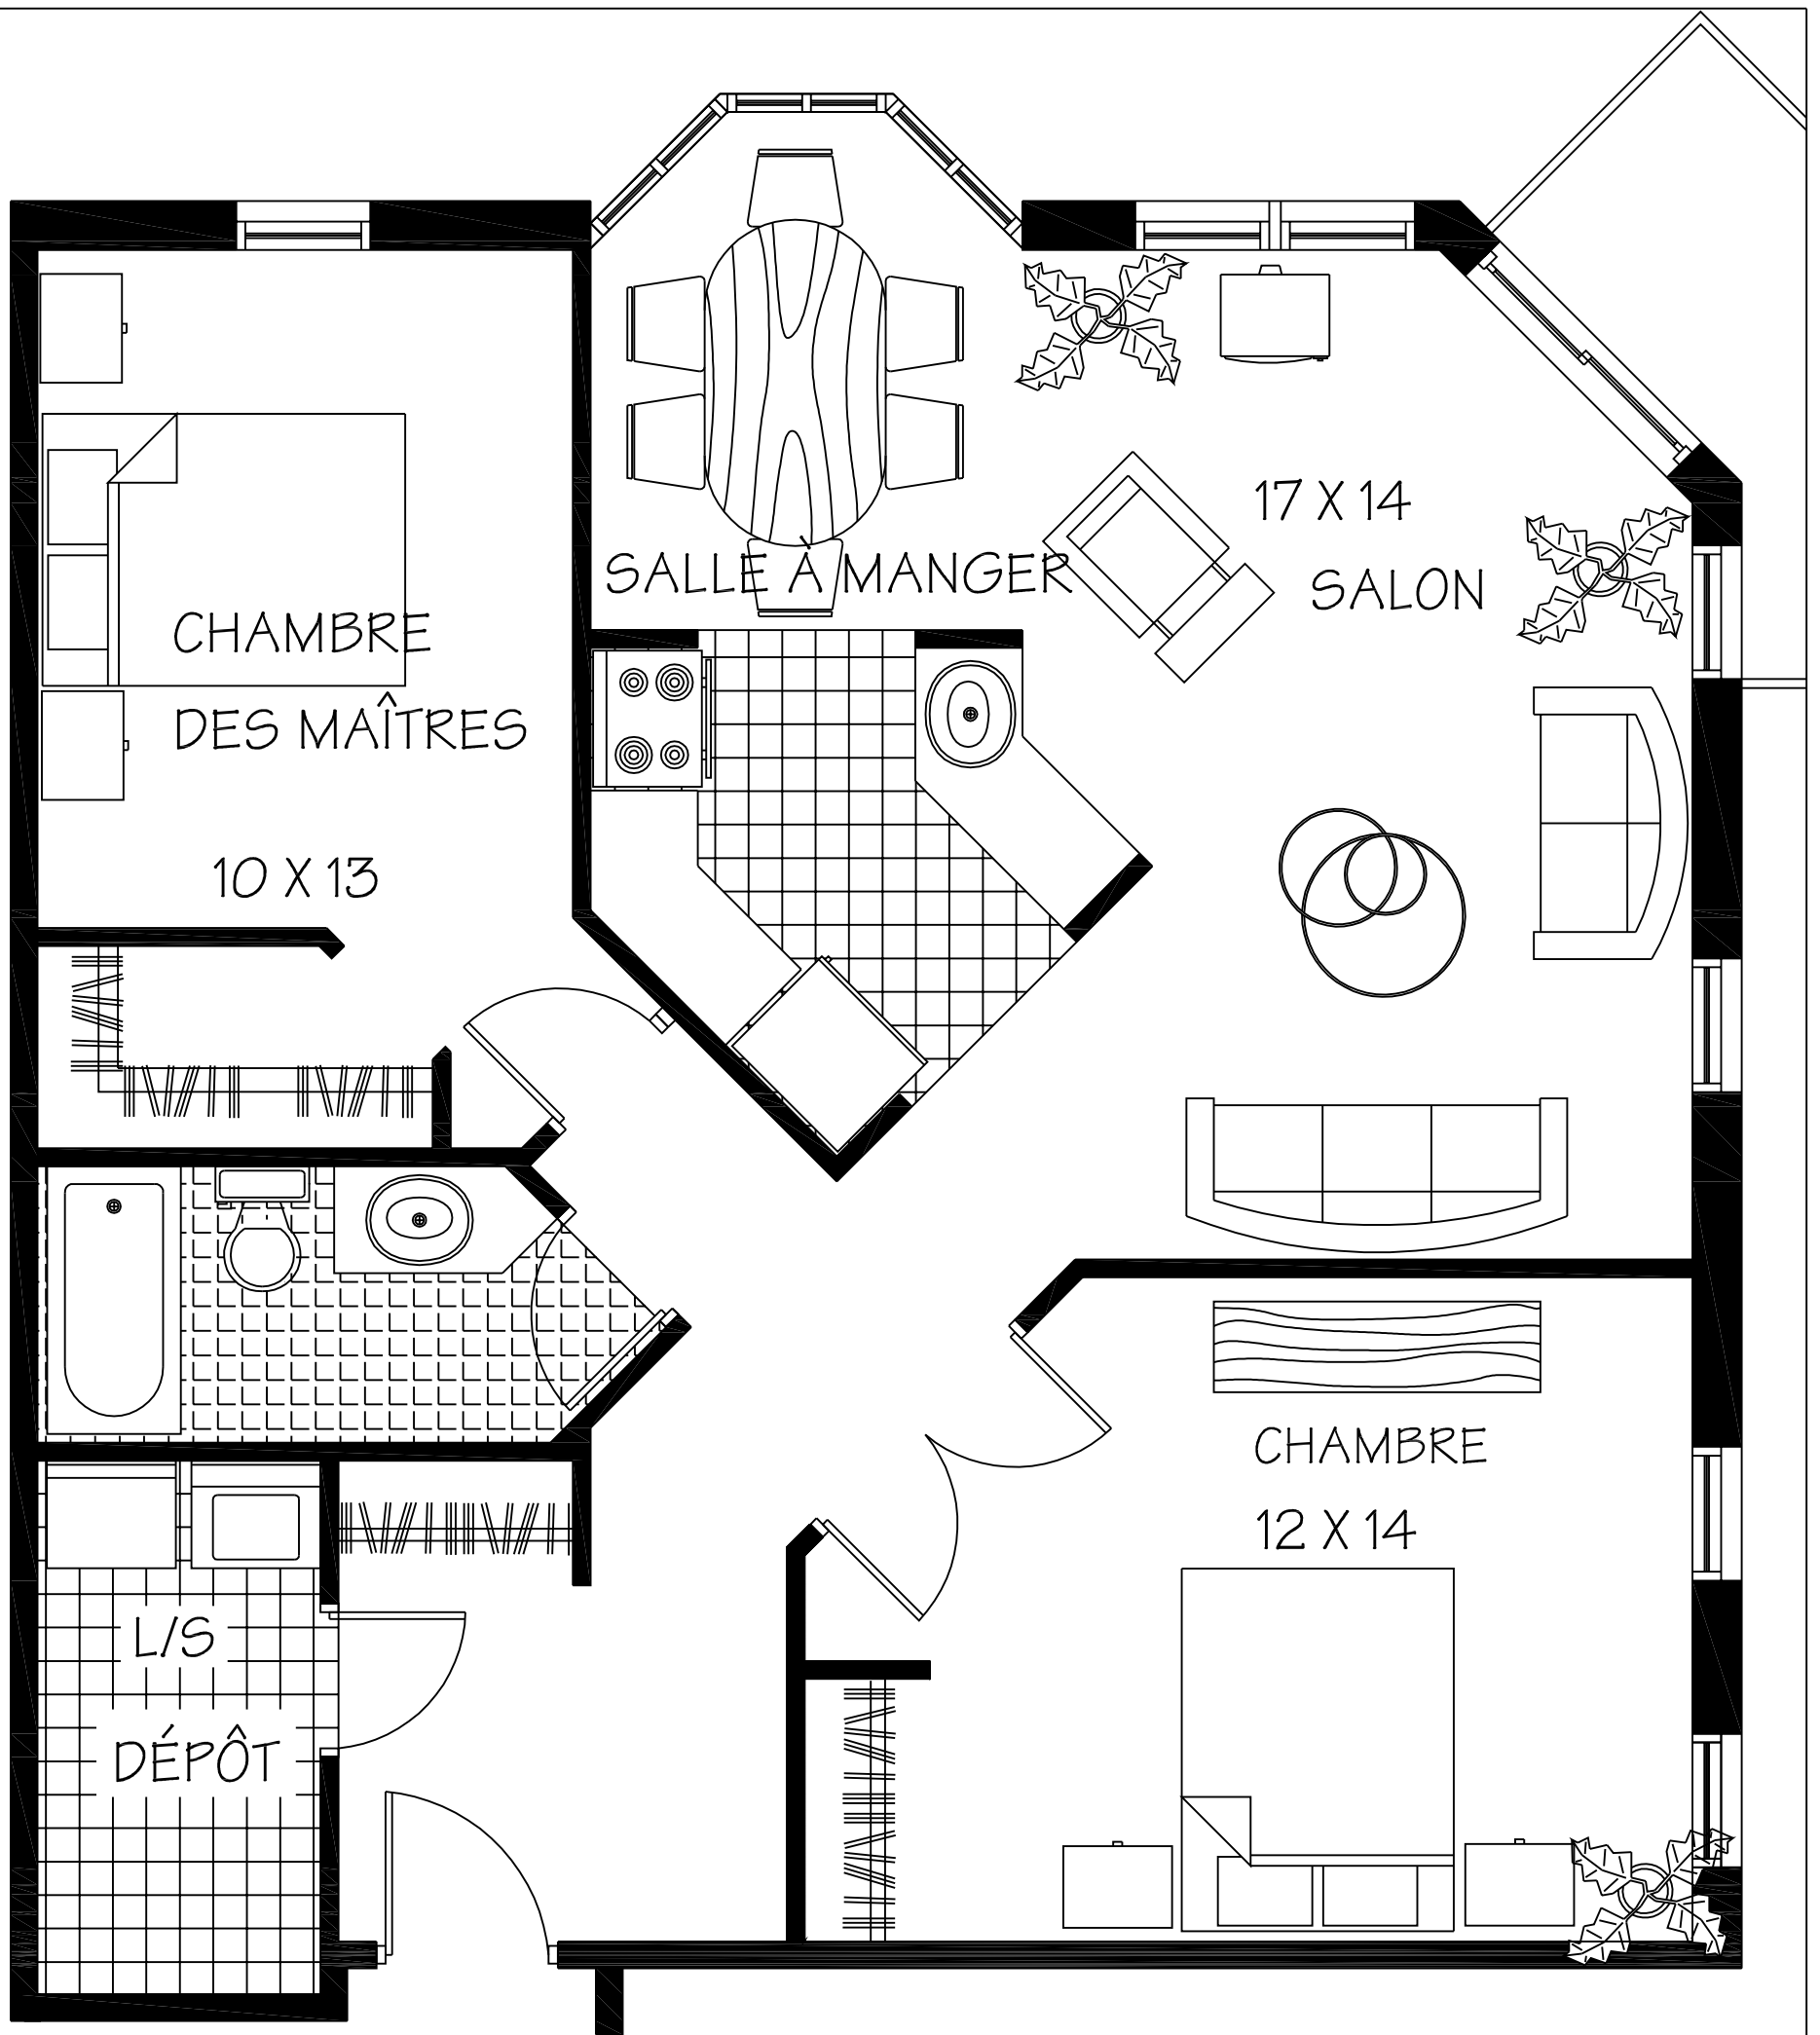 17 X 14
SALLE À MANGER
SALON
CHAMBRE
DES MAÎTRES
10 X 13
CHAMBRE
12 X 14
L/S
DÉPÔT